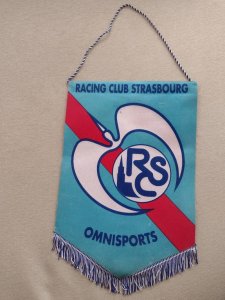 RACING CLUB STRASBOURG
RCS
OMNISPORTS